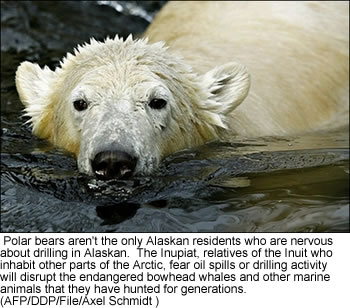 Polar bears aren't the only Alaskan residents who are nervous
about drilling in Alaskan.  The Inupiat, relatives of the Inuit who
inhabit other parts of the Arctic, fear oil spills or drilling activity
will disrupt the endangered bowhead whales and other marine
animals that they have hunted for generations.
(AFP/DDP/File/Axel Schmidt )